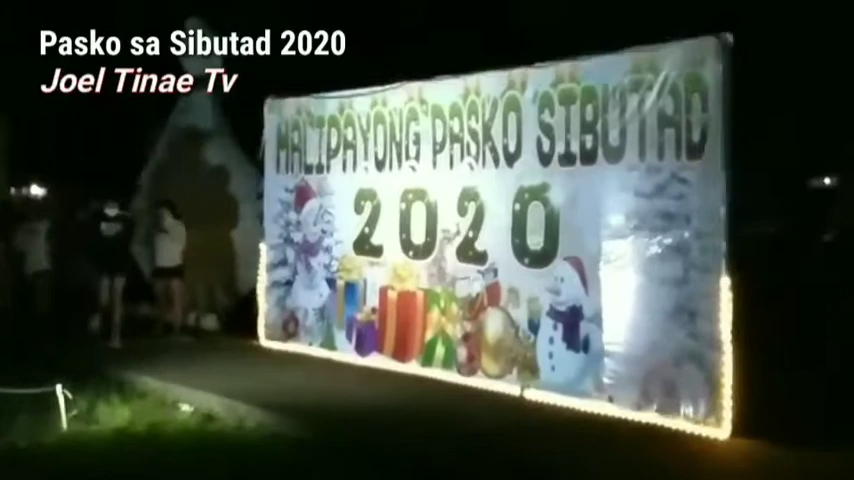 Pasko sa Sibutad 2020
Joel Tinae Tv
MALIPAYONG PASKO SIBUTAD
2020